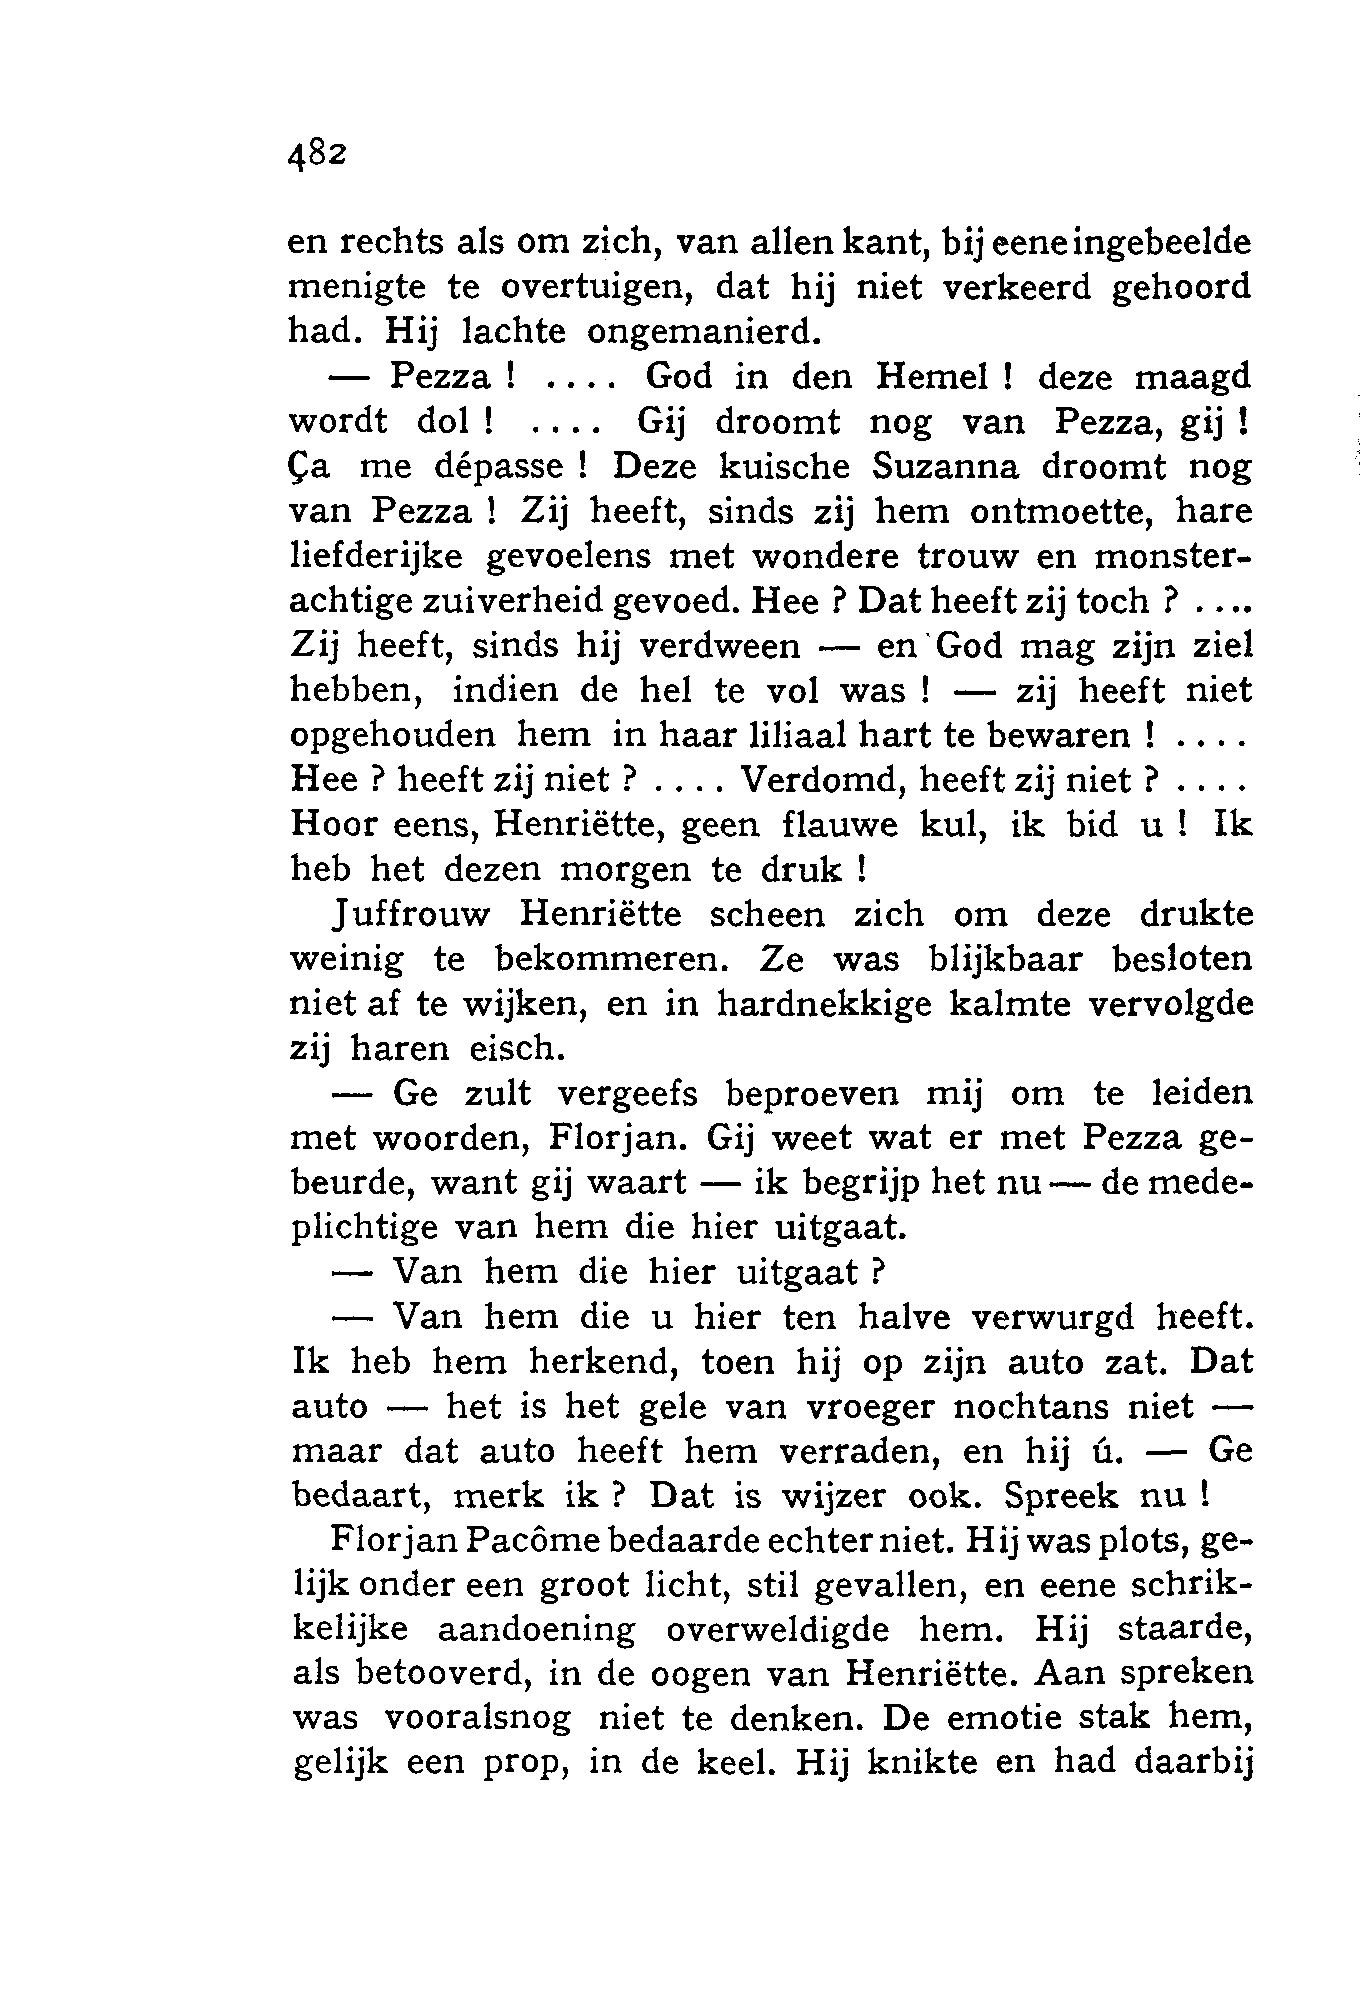 482
en rechts als om zich, van allen kant, bij eene ingebeelde
menigte te overtuigen, dat hij niet verkeerd gehoord
had. Hij lachte ongemanierd.
— Pezza ! .... God in den Hemel ! deze maagd
wordt dol ! .... Gij droomt nog van Pezza, gij !
Ça me dépasse ! Deze kuische Suzanna droomt nog
van Pezza ! Zij heeft, sinds zij hem ontmoette, hare
liefderijke gevoelens met wondere trouw en monster-
achtige zuiverheid gevoed. Hee ? Dat heeft zij toch ? ....
Zij heeft, sinds hij verdween — en God mag zijn ziel
hebben, indien de hel te vol was ! — zij heeft niet
opgehouden hem in haar liliaal hart te bewaren ! ....
Hee ? heeft zij niet ? .... Verdomd, heeft zij niet ? ....
Hoor eens, Henriëtte, geen flauwe kul, ik bid u ! Ik
heb het dezen morgen te druk !
Juffrouw Henriëtte scheen zich om deze drukte
weinig te bekommeren. Ze was blijkbaar besloten
niet af te wijken, en in hardnekkige kalmte vervolgde
zij haren eisch.
— Ge zult vergeefs beproeven mij om te leiden
met woorden, Florjan. Gij weet wat er met Pezza ge-
beurde, want gij waart — ik begrijp het nu — de mede-
plichtige van hem die hier uitgaat.
— Van hem die hier uitgaat ?
— Van hem die u hier ten halve verwurgd heeft.
Ik heb hem herkend, toen hij op zijn auto zat. Dat
auto — het is het gele van vroeger nochtans niet —
maar dat auto heeft hem verraden, en hij ú. — Ge
bedaart, merk ik ? Dat is wijzer ook. Spreek nu !
Florjan Pacôme bedaarde echter niet. Hij was plots, ge-
lijk onder een groot licht, stil gevallen, en eene schrik-
kelijke aandoening overweldigde hem. Hij staarde,
als betooverd, in de oogen van Henriëtte. Aan spreken
was vooralsnog niet te denken. De emotie stak hem,
gelijk een prop, in de keel. Hij knikte en had daarbij